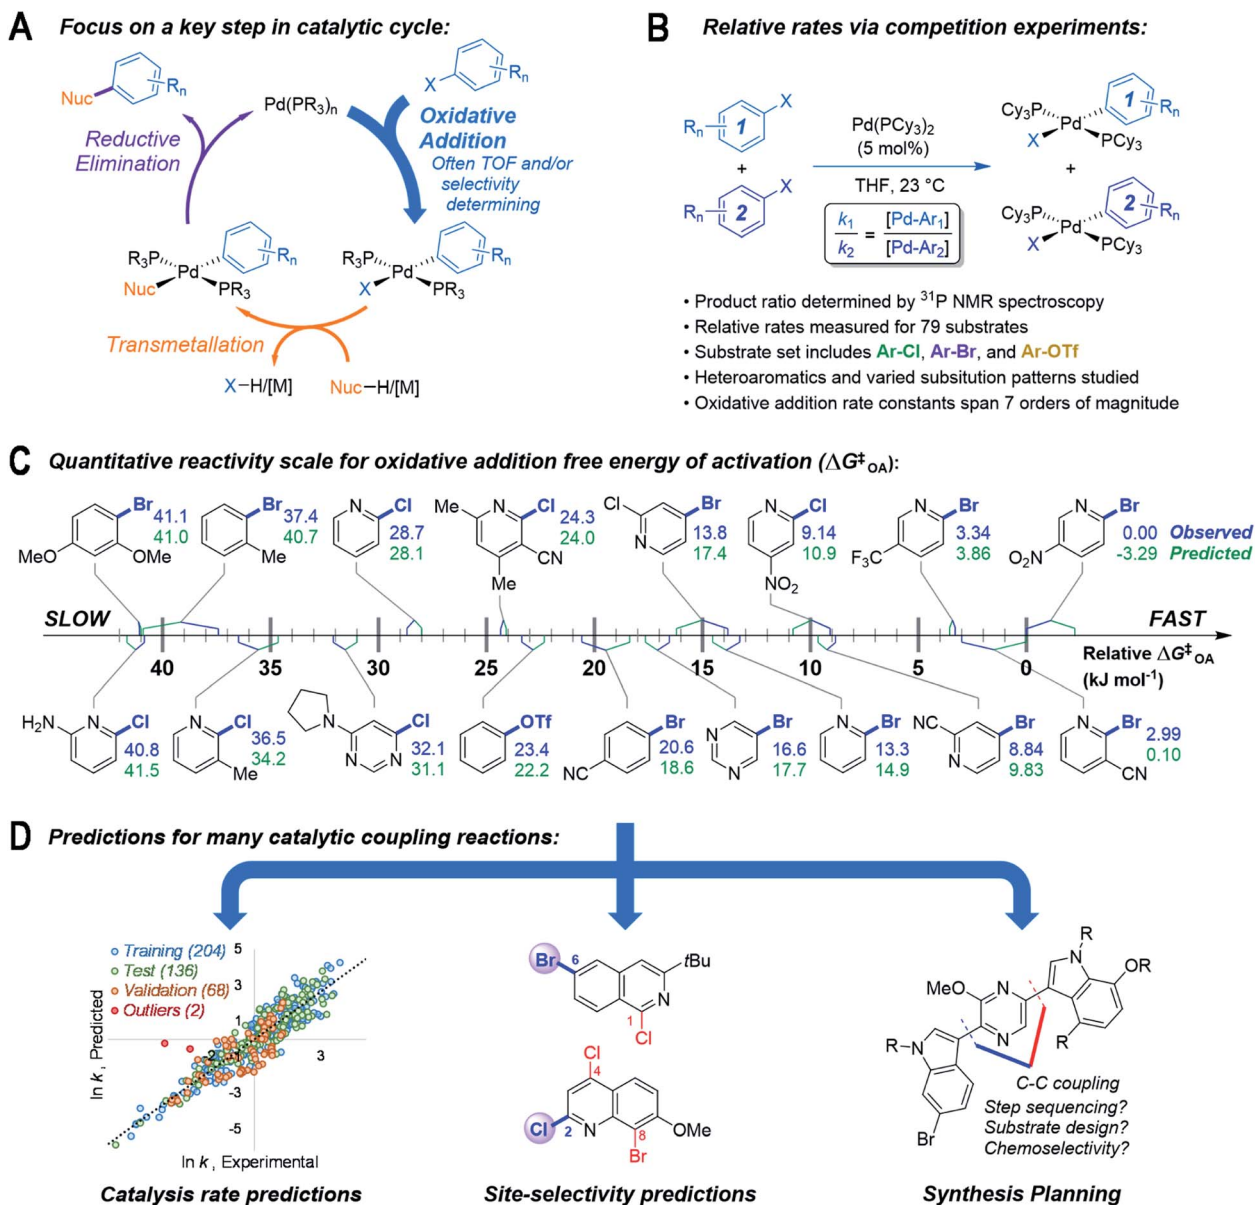 A Focus on a key step in catalytic cycle:
Nuc
Rn
Pd(PR3)n
X
Rn
Oxidative
Addition
Often TOF and/or
selectivity
determining
Reductive
Elimination
R3P
Pd
Nuc
PR3
Rn
R3P
Pd
X
PR3
Rn
Transmetallation
X–H/[M]
Nuc–H/[M]
B Relative rates via competition experiments:
X
Rn
1
+
X
Rn
2
Pd(PCy3)2
(5 mol%)
THF, 23 °C
k1 / k2 = [Pd-Ar1] / [Pd-Ar2]
Cy3P
Pd
X
PCy3
1
Rn
+
Cy3P
Pd
X
PCy3
2
Rn
• Product ratio determined by 31P NMR spectroscopy
• Relative rates measured for 79 substrates
• Substrate set includes Ar-Cl, Ar-Br, and Ar-OTf
• Heteroaromatics and varied subsitution patterns studied
• Oxidative addition rate constants span 7 orders of magnitude
C Quantitative reactivity scale for oxidative addition free energy of activation (ΔG‡OA):
Br
MeO
OMe
41.1
41.0
Br
Me
37.4
40.7
N
Cl
28.7
28.1
Me
N
Cl
CN
Me
24.3
24.0
Cl
N
Br
13.8
17.4
N
Cl
NO2
9.14
10.9
N
Br
F3C
3.34
3.86
N
Br
O2N
0.00 Observed
-3.29 Predicted
SLOW
FAST
40 35 30 25 20 15 10 5 0
Relative ΔG‡OA
(kJ mol-1)
H2N
N
Cl
40.8
41.5
N
Cl
Me
36.5
34.2
N
Cl
N
N
32.1
31.1
OTf
23.4
22.2
Br
NC
20.6
18.6
N
N
Br
16.6
17.7
N
Br
13.3
14.9
CN
N
Br
8.84
9.83
N
Br
CN
2.99
0.10
D Predictions for many catalytic coupling reactions:
Training (204)
Test (136)
Validation (68)
Outliers (2)
5
3
1
-1
-3
-5
-2
3
ln k, Predicted
ln k, Experimental
Catalysis rate predictions
Br
6
tBu
N
1
Cl
Cl
4
Cl
2
N
8
Br
OMe
Site-selectivity predictions
R
N
OR
R
MeO
N
N
R
N
Br
C-C coupling
Step sequencing?
Substrate design?
Chemoselectivity?
Synthesis Planning